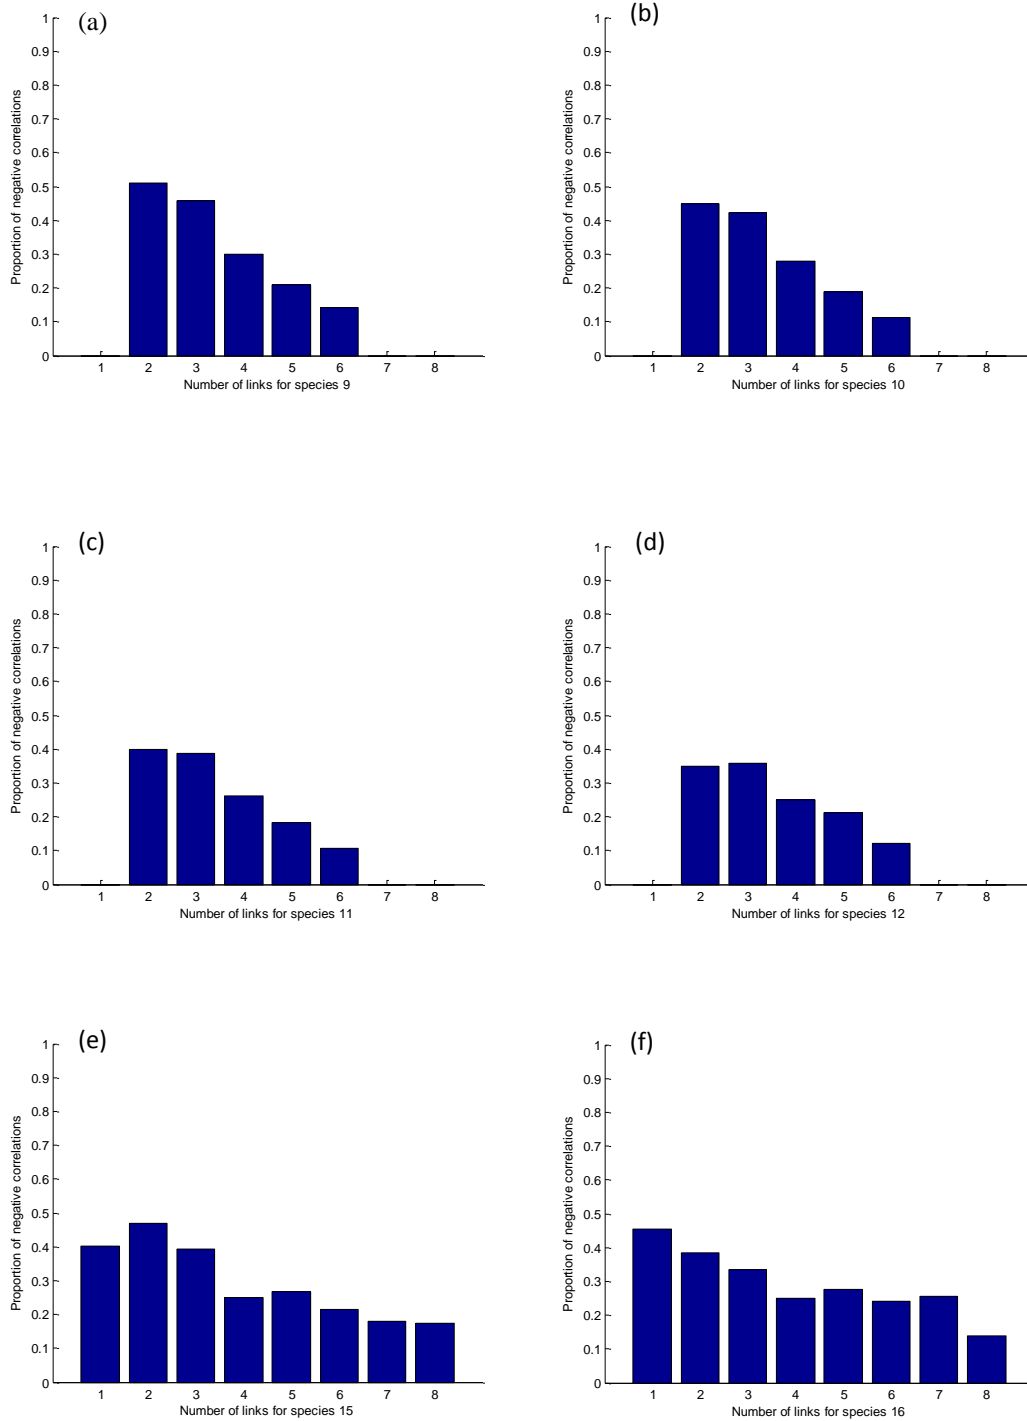 (a)
1
0.9
0.8
0.7
0.6
0.5
0.4
0.3
0.2
0.1
0
Proportion of negative correlations
1 2 3 4 5 6 7 8
Number of links for species 9
(b)
1
0.9
0.8
0.7
0.6
0.5
0.4
0.3
0.2
0.1
0
Proportion of negative correlations
1 2 3 4 5 6 7 8
Number of links for species 10
(c)
1
0.9
0.8
0.7
0.6
0.5
0.4
0.3
0.2
0.1
0
Proportion of negative correlations
1 2 3 4 5 6 7 8
Number of links for species 11
(d)
1
0.9
0.8
0.7
0.6
0.5
0.4
0.3
0.2
0.1
0
Proportion of negative correlations
1 2 3 4 5 6 7 8
Number of links for species 12
(e)
1
0.9
0.8
0.7
0.6
0.5
0.4
0.3
0.2
0.1
0
Proportion of negative correlations
1 2 3 4 5 6 7 8
Number of links for species 15
(f)
1
0.9
0.8
0.7
0.6
0.5
0.4
0.3
0.2
0.1
0
Proportion of negative correlations
1 2 3 4 5 6 7 8
Number of links for species 16